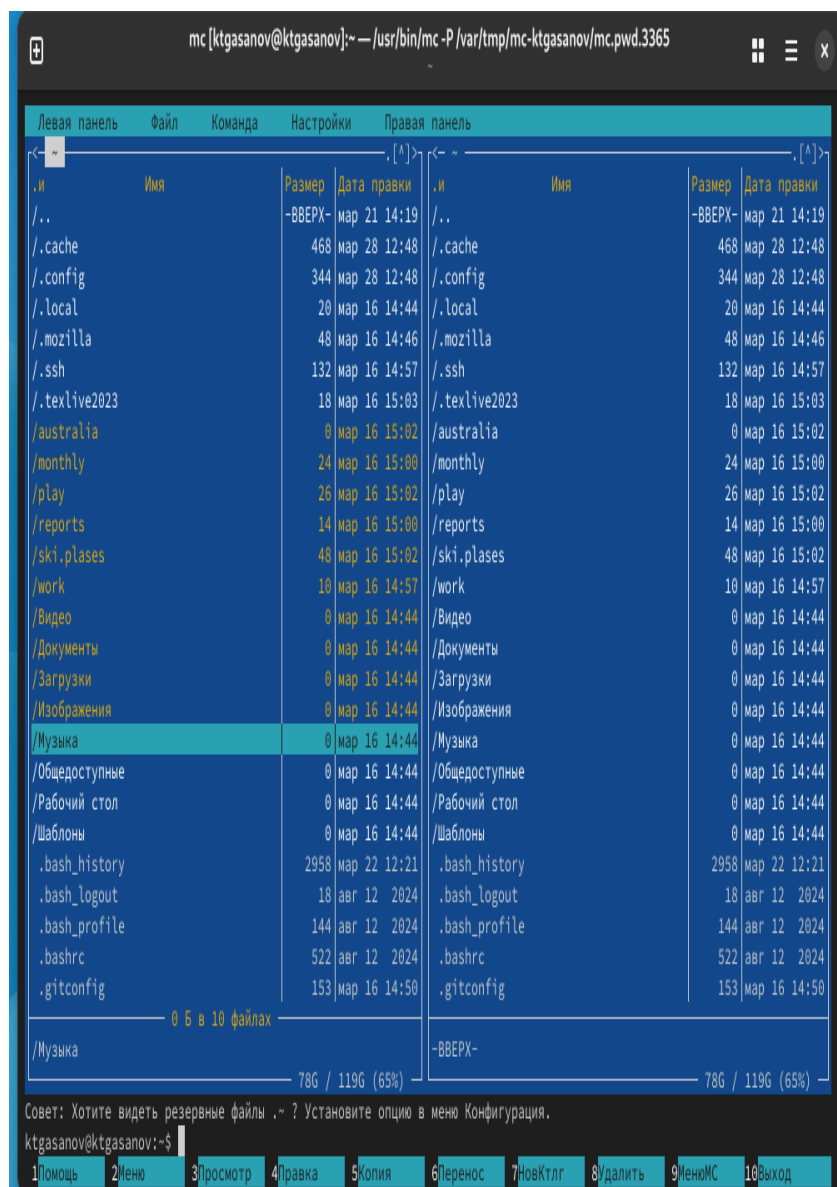 mc [ktgasanov@ktgasanov]:~ — /usr/bin/mc -P /var/tmp/mc-ktgasanov/mc.pwd.3365
~
Левая панель Файл Команда Настройки Правая панель
<- ~ .[^]> <- ~ .[^]>
.и Имя Размер Дата правки .и Имя Размер Дата правки
/.. -ВВЕРХ- мар 21 14:19 /.. -ВВЕРХ- мар 21 14:19
/.cache 468 мар 28 12:48 /.cache 468 мар 28 12:48
/.config 344 мар 28 12:48 /.config 344 мар 28 12:48
/.local 20 мар 16 14:44 /.local 20 мар 16 14:44
/.mozilla 48 мар 16 14:46 /.mozilla 48 мар 16 14:46
/.ssh 132 мар 16 14:57 /.ssh 132 мар 16 14:57
/.texlive2023 18 мар 16 15:03 /.texlive2023 18 мар 16 15:03
/australia 0 мар 16 15:02 /australia 0 мар 16 15:02
/monthly 24 мар 16 15:00 /monthly 24 мар 16 15:00
/play 26 мар 16 15:02 /play 26 мар 16 15:02
/reports 14 мар 16 15:00 /reports 14 мар 16 15:00
/ski.plases 48 мар 16 15:02 /ski.plases 48 мар 16 15:02
/work 10 мар 16 14:57 /work 10 мар 16 14:57
/Видео 0 мар 16 14:44 /Видео 0 мар 16 14:44
/Документы 0 мар 16 14:44 /Документы 0 мар 16 14:44
/Загрузки 0 мар 16 14:44 /Загрузки 0 мар 16 14:44
/Изображения 0 мар 16 14:44 /Изображения 0 мар 16 14:44
/Музыка 0 мар 16 14:44 /Музыка 0 мар 16 14:44
/Общедоступные 0 мар 16 14:44 /Общедоступные 0 мар 16 14:44
/Рабочий стол 0 мар 16 14:44 /Рабочий стол 0 мар 16 14:44
/Шаблоны 0 мар 16 14:44 /Шаблоны 0 мар 16 14:44
.bash_history 2958 мар 22 12:21 .bash_history 2958 мар 22 12:21
.bash_logout 18 авг 12 2024 .bash_logout 18 авг 12 2024
.bash_profile 144 авг 12 2024 .bash_profile 144 авг 12 2024
.bashrc 522 авг 12 2024 .bashrc 522 авг 12 2024
.gitconfig 153 мар 16 14:50 .gitconfig 153 мар 16 14:50
0 Б в 10 файлах
/Музыка -ВВЕРХ-
78G / 119G (65%) 78G / 119G (65%)
Совет: Хотите видеть резервные файлы .~ ? Установите опцию в меню Конфигурация.
ktgasanov@ktgasanov:~$
1Помощь 2Меню 3Просмотр 4Правка 5Копия 6Перенос 7НовКтлг 8Удалить 9МенюМС 10Выход